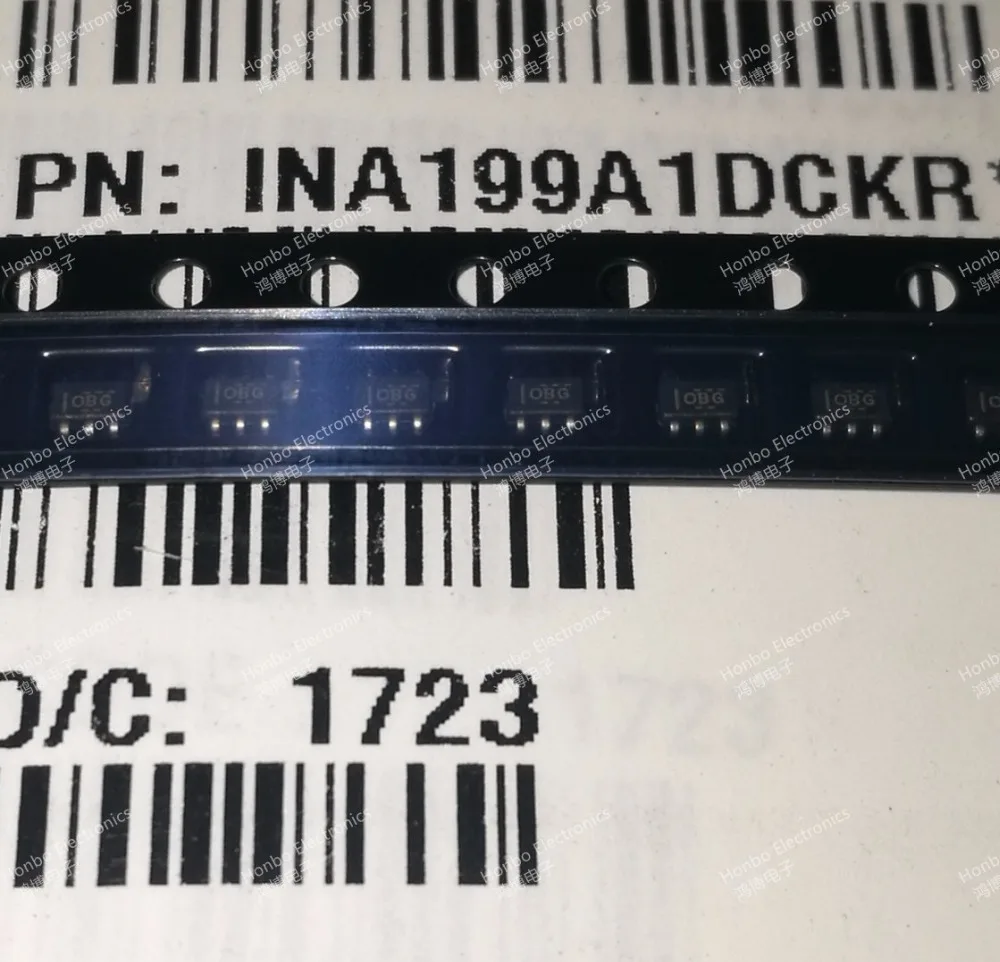 PN: INA199A1DCKR
D/C: 1723
OBG OBG OBG OBG OBG OBG
Honbo Electronics
鸿博电子